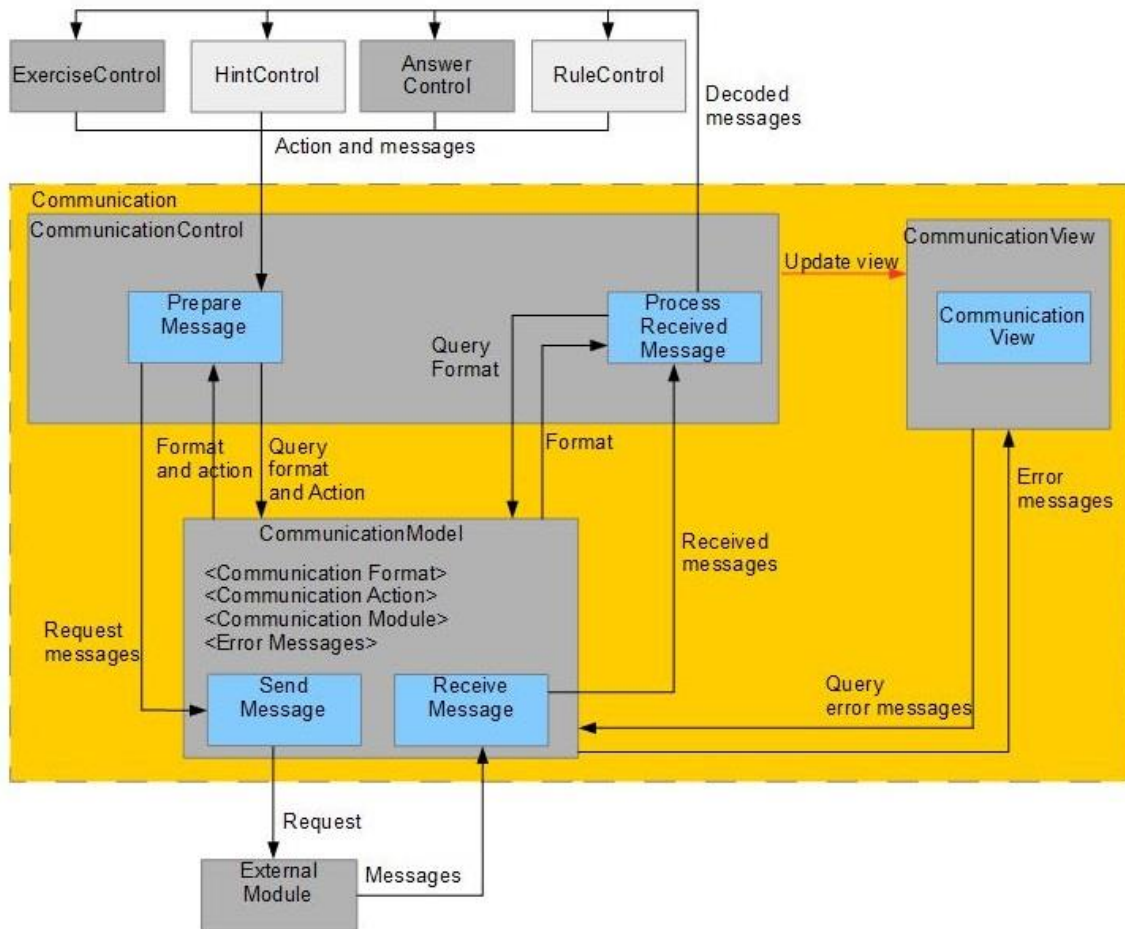 ExerciseControl
HintControl
Answer
Control
RuleControl
Decoded
messages
Action and messages
Communication
CommunicationControl
CommunicationView
Update view
Prepare
Message
Process
Received
Message
Communication
View
Query
Format
Format
and action
Query
format
and Action
Format
Error
messages
CommunicationModel
Received
messages
<Communication Format>
<Communication Action>
<Communication Module>
<Error Messages>
Request
messages
Send
Message
Receive
Message
Query
error messages
Request
External
Module
Messages